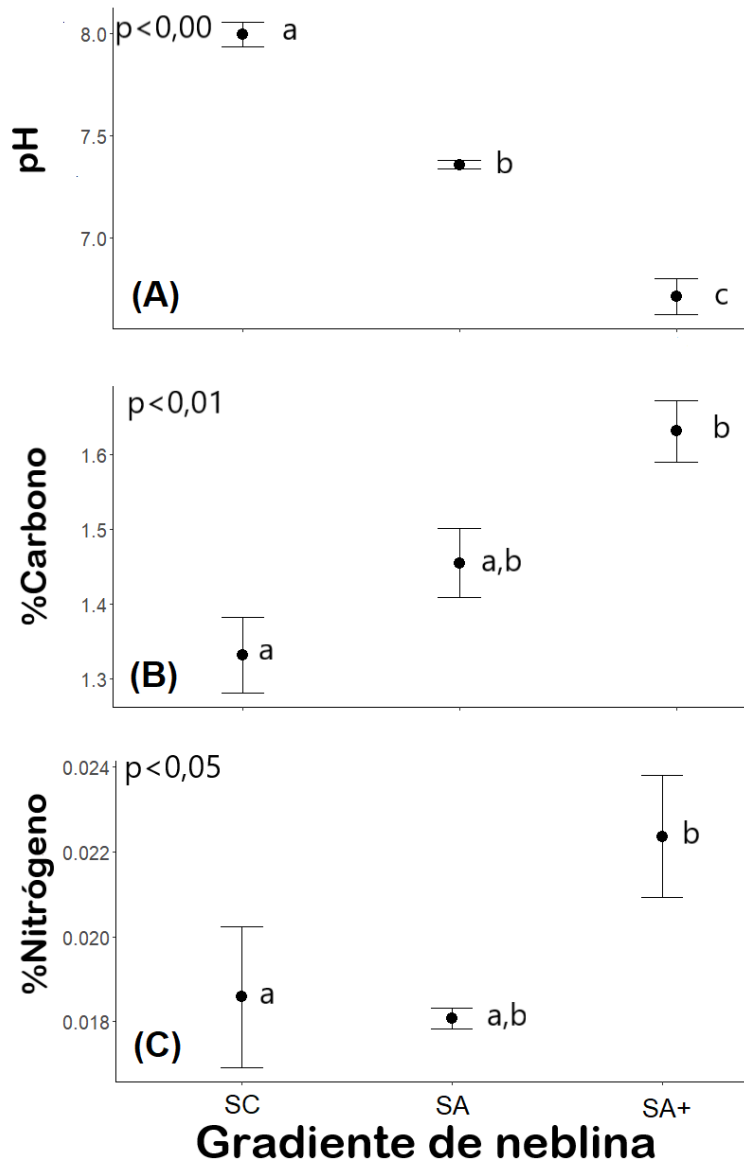 p<0,00
8.0
a
7.5
b
7.0
c
pH
(A)
p<0,01
1.6
b
1.5
a,b
1.4
a
1.3
%Carbono
(B)
p<0,05
0.024
b
0.022
0.020
a
a,b
0.018
%Nitrógeno
(C)
SC SA SA+
Gradiente de neblina